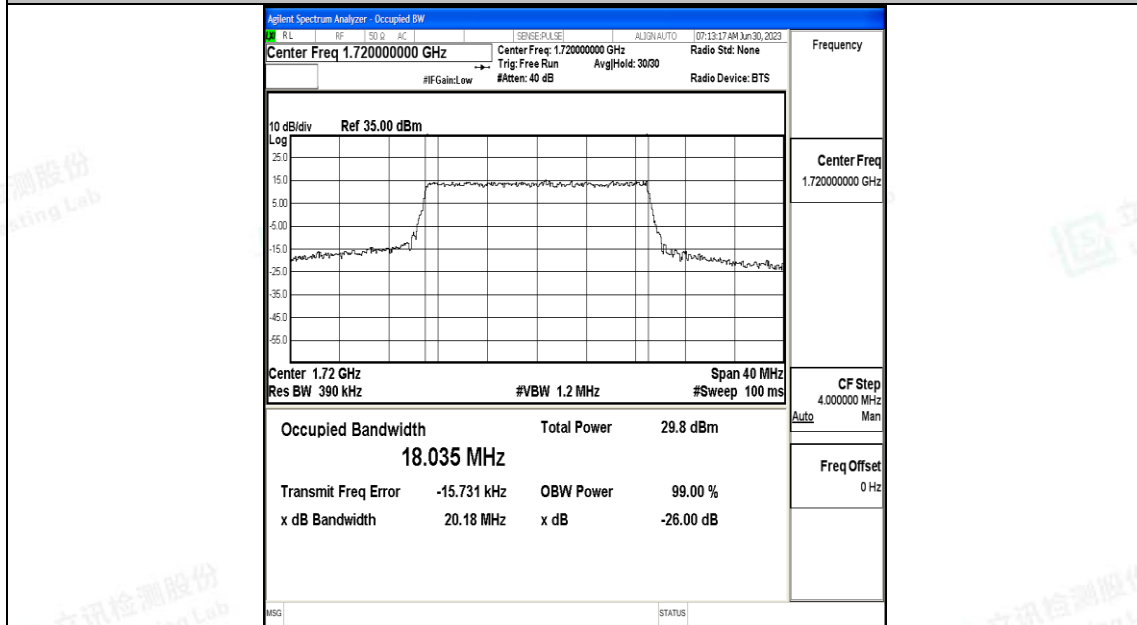 Agilent Spectrum Analyzer - Occupied BW
RL RF 50 Ω AC SENSE:PULSE ALIGNAUTO 07:13:17 AM Jun 30, 2023
Center Freq 1.720000000 GHz
Center Freq: 1.720000000 GHz Radio Std: None
Trig: Free Run Avg|Hold: 30/30
#IFGain:Low #Atten: 40 dB Radio Device: BTS
10 dB/div Ref 35.00 dBm
Log
25.0
15.0
5.00
-5.00
-15.0
-25.0
-35.0
-45.0
-55.0
Center 1.72 GHz Span 40 MHz
Res BW 390 kHz #VBW 1.2 MHz #Sweep 100 ms
Occupied Bandwidth Total Power 29.8 dBm
18.035 MHz
Transmit Freq Error -15.731 kHz OBW Power 99.00 %
x dB Bandwidth 20.18 MHz x dB -26.00 dB
MSG STATUS
Frequency
Center Freq
1.720000000 GHz
CF Step
4.000000 MHz
Auto Man
Freq Offset
0 Hz
立讯检测股份